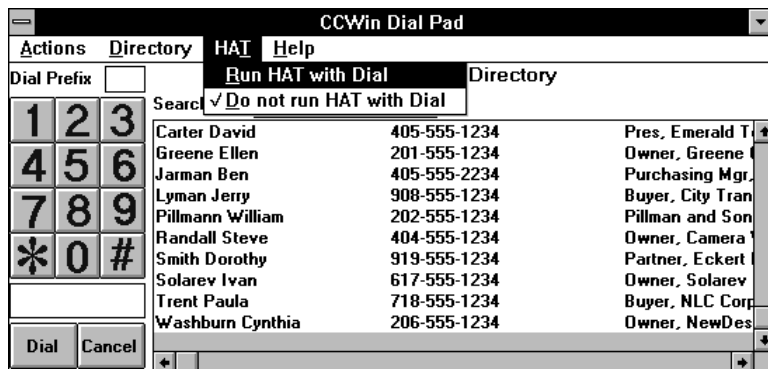 CCWin Dial Pad
Actions Directory HAT Help
Dial Prefix
Run HAT with Dial
Directory
Do not run HAT with Dial
1 2 3
4 5 6
7 8 9
* 0 #
Carter David 405-555-1234 Pres, Emerald
Greene Ellen 201-555-1234 Owner, Greene
Jarman Ben 405-555-2234 Purchasing Mgr,
Lyman Jerry 908-555-1234 Buyer, City Tran
Pillmann William 202-555-1234 Pillman and Son
Randall Steve 404-555-1234 Owner, Camera
Smith Dorothy 919-555-1234 Partner, Eckert
Solarev Ivan 617-555-1234 Owner, Solarev
Trent Paula 718-555-1234 Buyer, NLC Corp
Washburn Cynthia 206-555-1234 Owner, NewDes
Dial Cancel